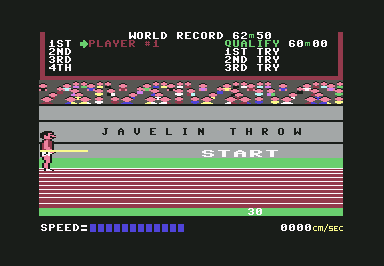 WORLD RECORD 62m50
1ST PLAYER #1 QUALIFY 60m00
2ND 1ST TRY
3RD 2ND TRY
4TH 3RD TRY
JAVELIN THROW
START
30
SPEED= 0000CM/SEC